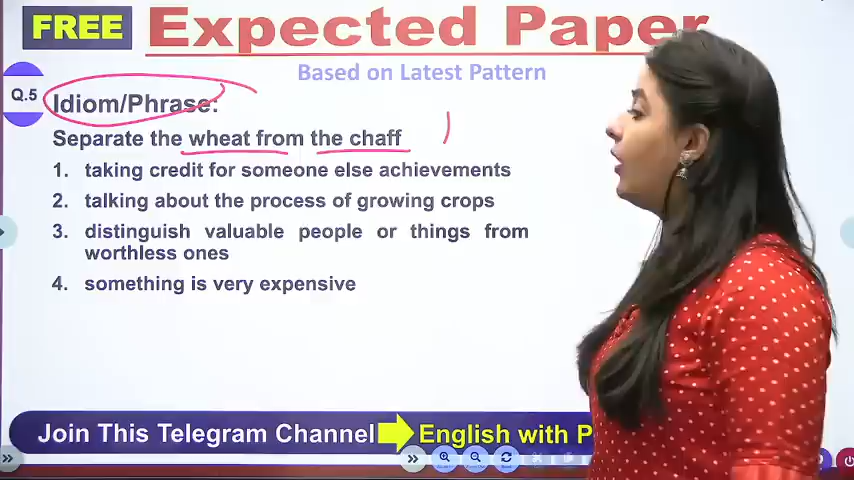 FREE Expected Paper
Based on Latest Pattern
Q.5
Idiom/Phrase:
Separate the wheat from the chaff
1. taking credit for someone else achievements
2. talking about the process of growing crops
3. distinguish valuable people or things from
worthless ones
4. something is very expensive
Join This Telegram Channel English with P